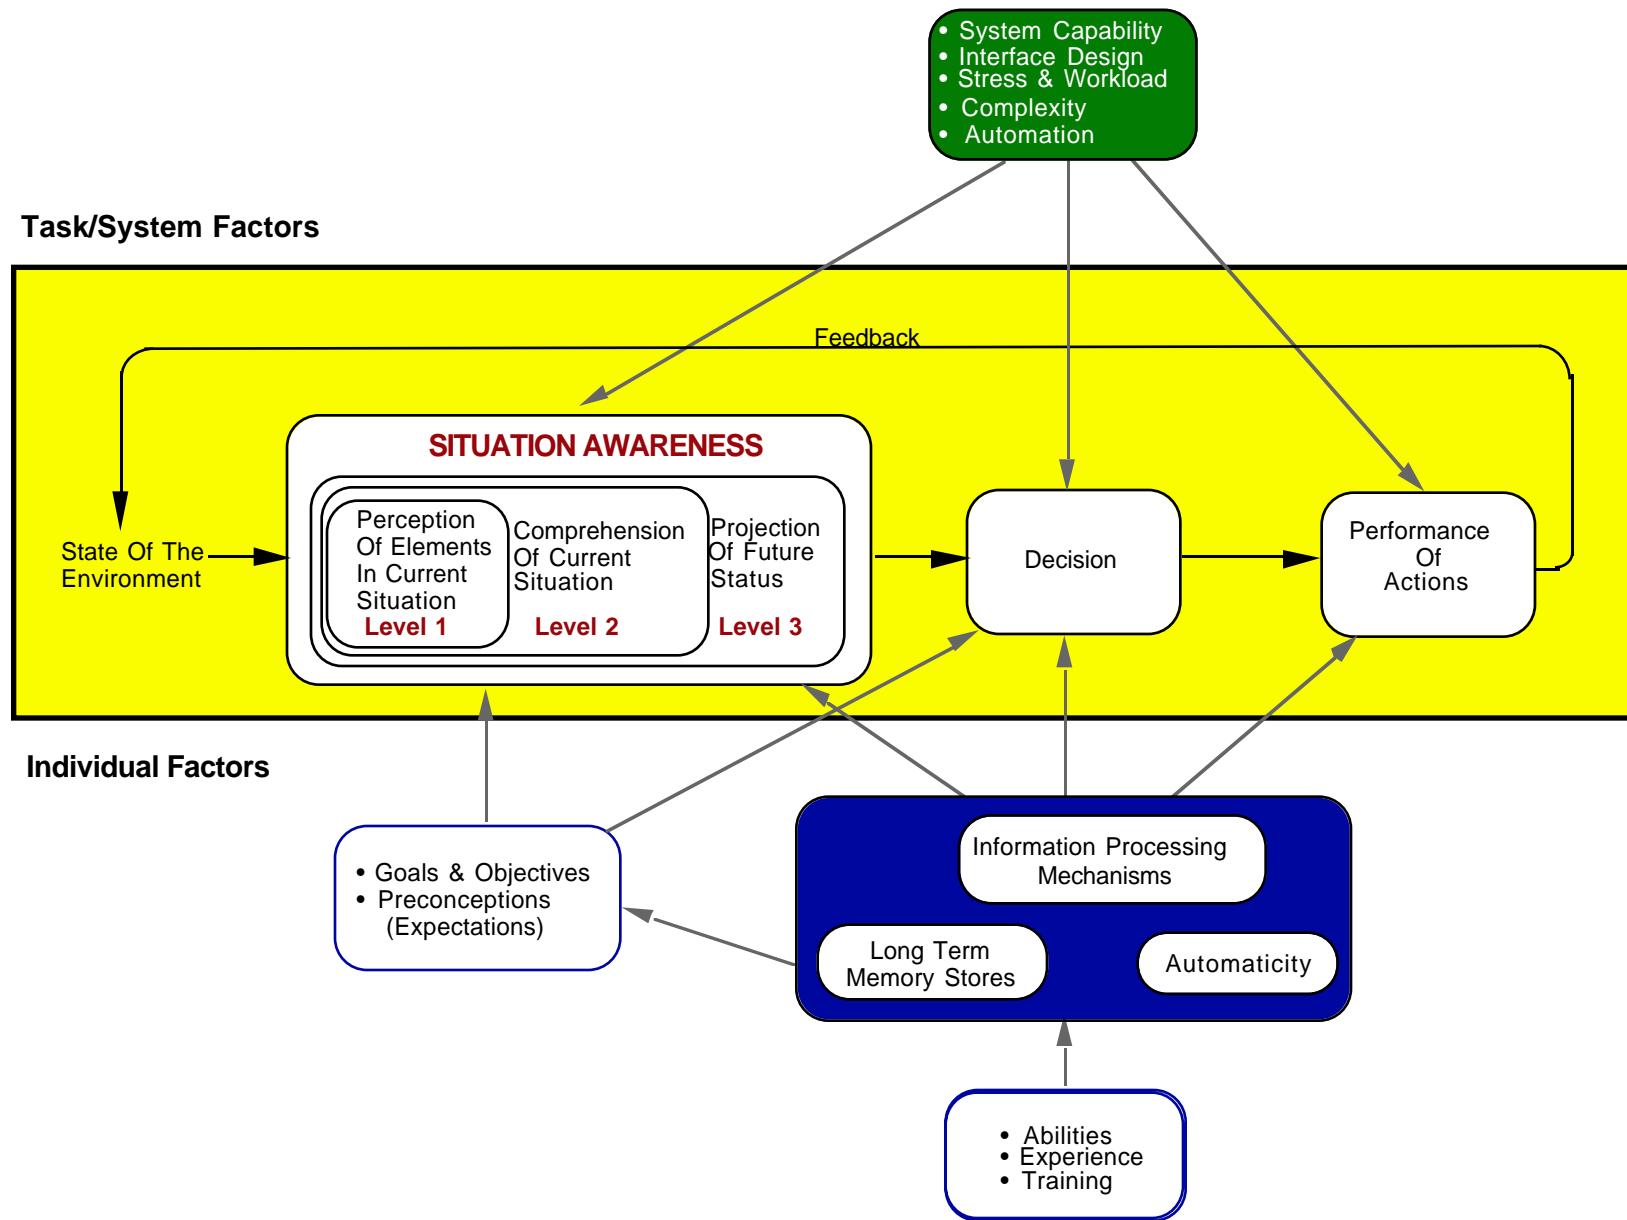 • System Capability
• Interface Design
• Stress & Workload
• Complexity
• Automation
Task/System Factors
Feedback
SITUATION AWARENESS
State Of The
Environment
Perception
Of Elements
In Current
Situation
Level 1
Comprehension
Of Current
Situation
Level 2
Projection
Of Future
Status
Level 3
Decision
Performance
Of
Actions
Individual Factors
• Goals & Objectives
• Preconceptions
(Expectations)
Information Processing
Mechanisms
Long Term
Memory Stores
Automaticity
• Abilities
• Experience
• Training